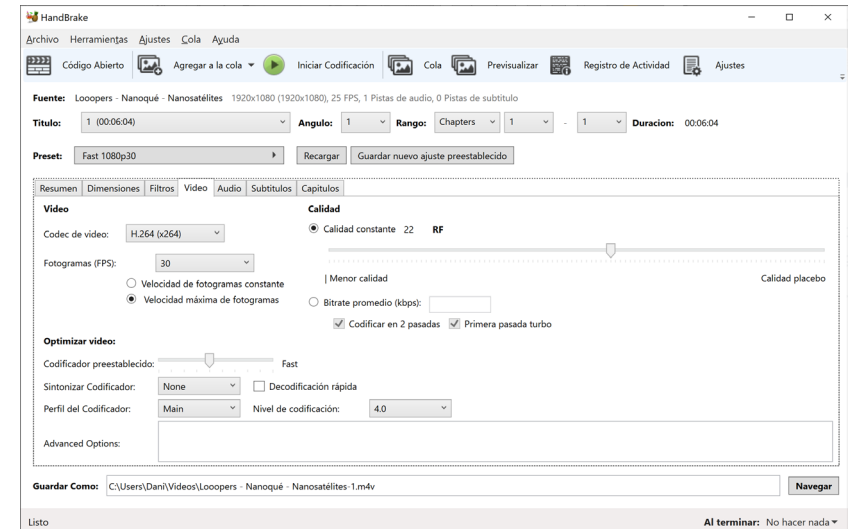 HandBrake
Archivo Herramientas Ajustes Cola Ayuda
Código Abierto Agregar a la cola Iniciar Codificación Cola Previsualizar Registro de Actividad Ajustes
Fuente: Looopers - Nanoqué - Nanosatélites 1920x1080 (1920x1080), 25 FPS, 1 Pistas de audio, 0 Pistas de subtitulo
Titulo: 1 (00:06:04) Angulo: 1 Rango: Chapters 1 - 1 Duracion: 00:06:04
Preset: Fast 1080p30 Recargar Guardar nuevo ajuste preestablecido
Resumen Dimensiones Filtros Video Audio Subtitulos Capitulos
Video Calidad
Codec de video: H.264 (x264) Calidad constante 22 RF
Fotogramas (FPS): 30
| Menor calidad Calidad placebo
Velocidad de fotogramas constante
Velocidad máxima de fotogramas Bitrate promedio (kbps):
Codificar en 2 pasadas Primera pasada turbo
Optimizar video:
Codificador preestablecido: Fast
Sintonizar Codificador: None Decodificación rápida
Perfil del Codificador: Main Nivel de codificación: 4.0
Advanced Options:
Guardar Como: C:\Users\Dani\Videos\Looopers - Nanoqué - Nanosatélites-1.m4v Navegar
Listo Al terminar: No hacer nada